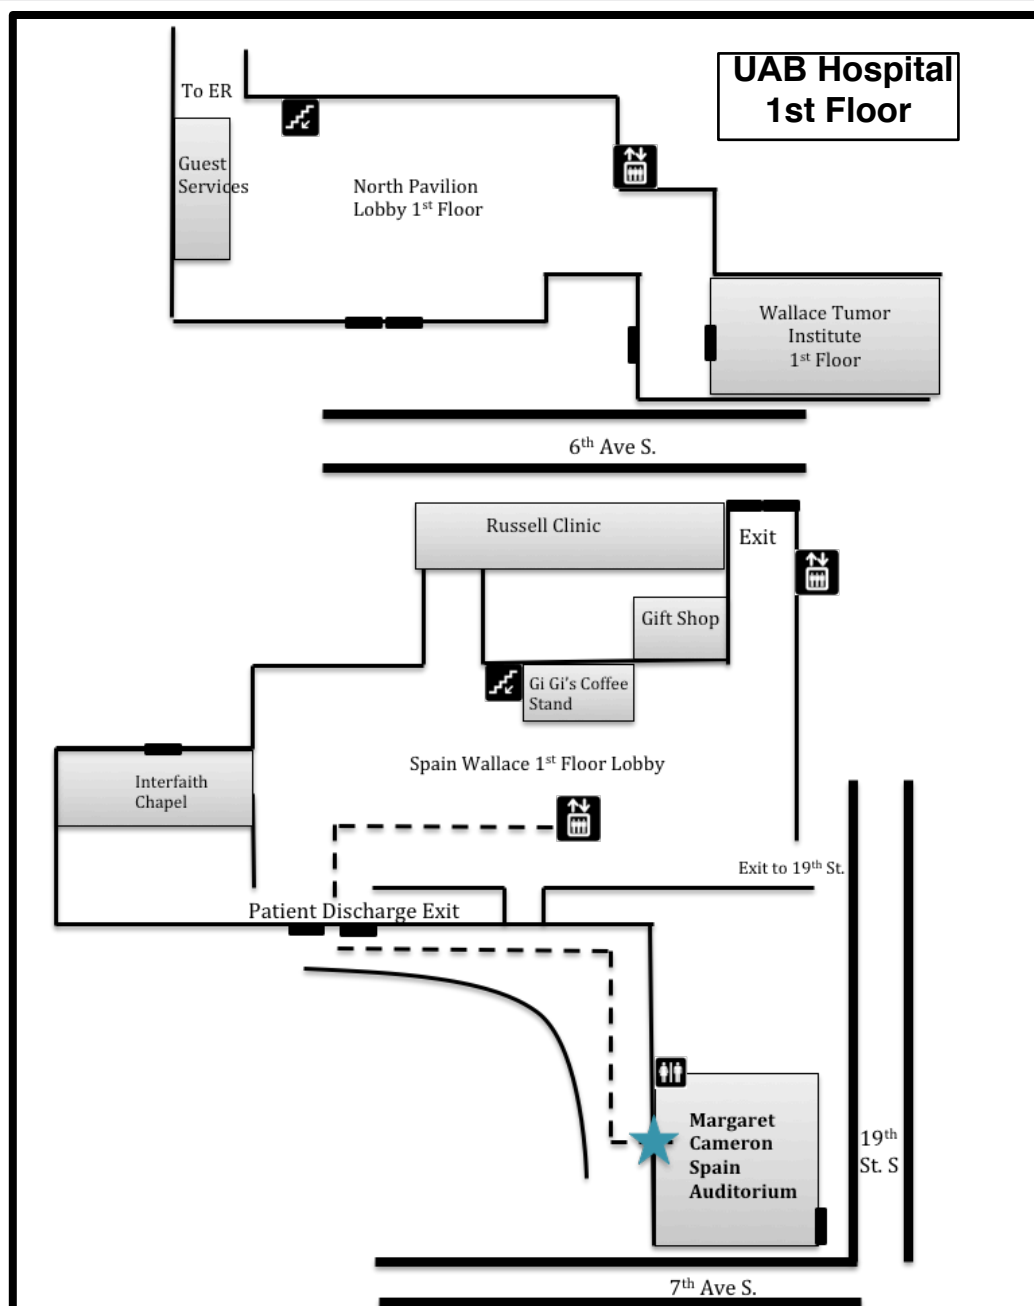 UAB Hospital
1st Floor
To ER
Guest
Services
North Pavilion
Lobby 1st Floor
Wallace Tumor
Institute
1st Floor
6th Ave S.
Russell Clinic
Exit
Gift Shop
Gi Gi's Coffee
Stand
Spain Wallace 1st Floor Lobby
Interfaith
Chapel
Exit to 19th St.
Patient Discharge Exit
Margaret
Cameron
Spain
Auditorium
19th
St. S
7th Ave S.